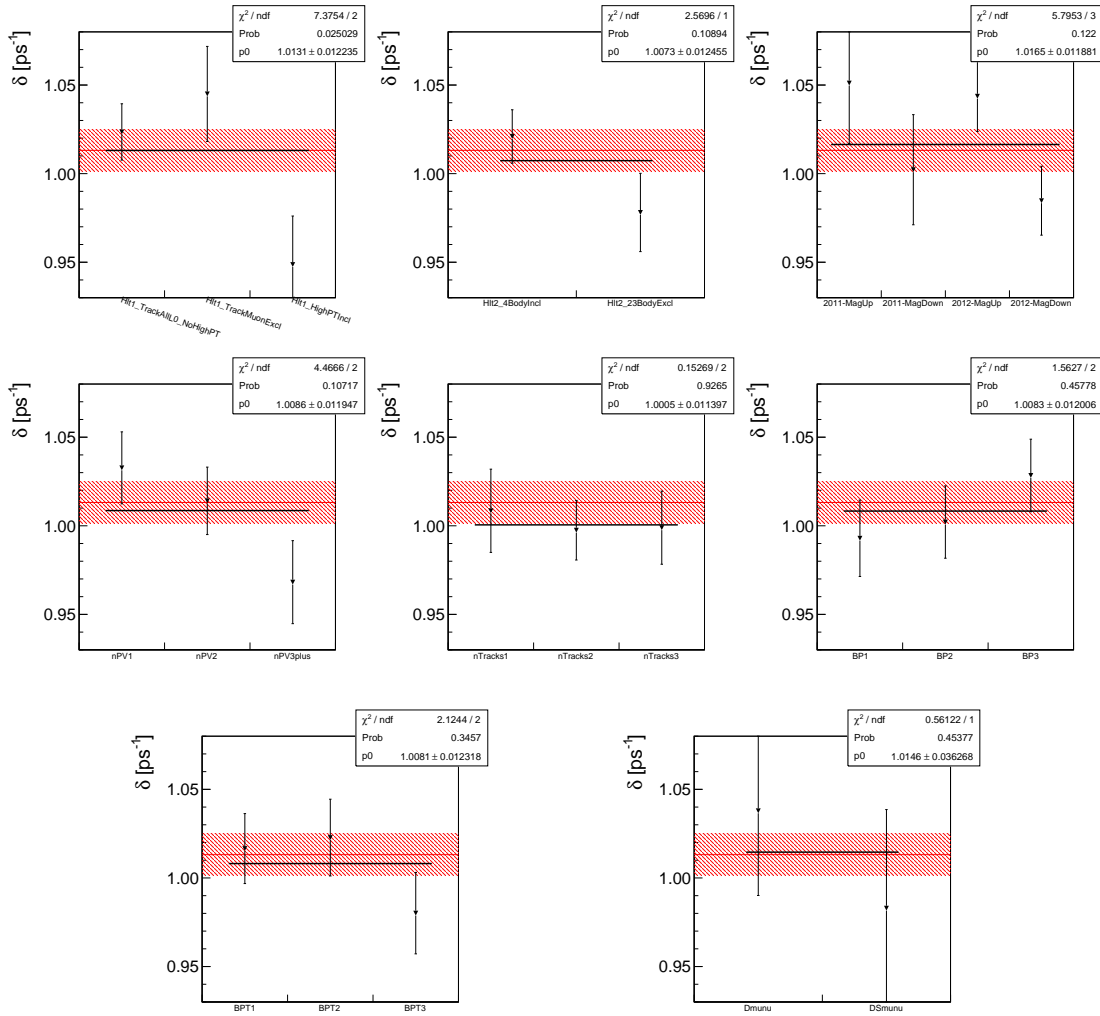 χ² / ndf 7.3754 / 2
Prob 0.025029
p0 1.0131 ± 0.012235
δ [ps⁻¹]
1.05
1.00
0.95
Hlt1_TrackAllL0_NoHighPT
Hlt1_TrackMuonExcl
Hlt1_HighPTIncl
χ² / ndf 2.5696 / 1
Prob 0.10894
p0 1.0073 ± 0.012455
δ [ps⁻¹]
1.05
1.00
0.95
Hlt2_4BodyIncl
Hlt2_23BodyExcl
χ² / ndf 5.7953 / 3
Prob 0.122
p0 1.0165 ± 0.011881
δ [ps⁻¹]
1.05
1.00
0.95
2011-MagUp 2011-MagDown 2012-MagUp 2012-MagDown
χ² / ndf 4.4666 / 2
Prob 0.10717
p0 1.0086 ± 0.011947
δ [ps⁻¹]
1.05
1.00
0.95
nPV1 nPV2 nPV3plus
χ² / ndf 0.15269 / 2
Prob 0.9265
p0 1.0005 ± 0.011397
δ [ps⁻¹]
1.05
1.00
0.95
nTracks1 nTracks2 nTracks3
χ² / ndf 1.5627 / 2
Prob 0.45778
p0 1.0083 ± 0.012006
δ [ps⁻¹]
1.05
1.00
0.95
BP1 BP2 BP3
χ² / ndf 2.1244 / 2
Prob 0.3457
p0 1.0081 ± 0.012318
δ [ps⁻¹]
1.05
1.00
0.95
BPT1 BPT2 BPT3
χ² / ndf 0.56122 / 1
Prob 0.45377
p0 1.0146 ± 0.036268
δ [ps⁻¹]
1.05
1.00
0.95
Dmunu DSmunu